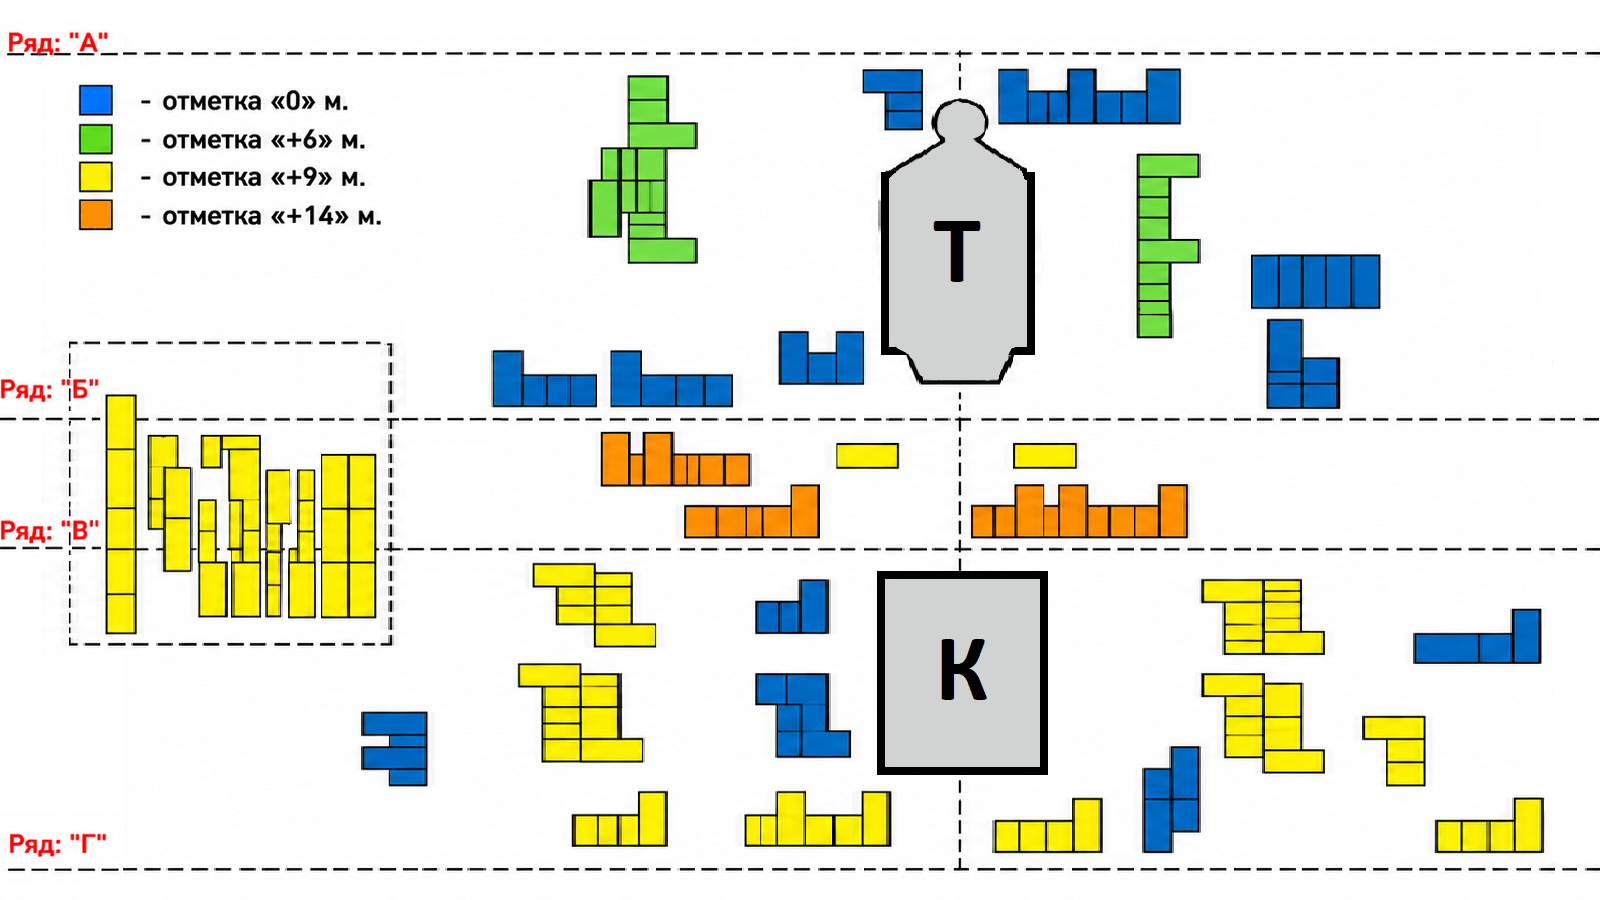 Ряд: "А"
- отметка «0» м.
- отметка «+6» м.
- отметка «+9» м.
- отметка «+14» м.
Т
Ряд: "Б"
Ряд: "В"
К
Ряд: "Г"